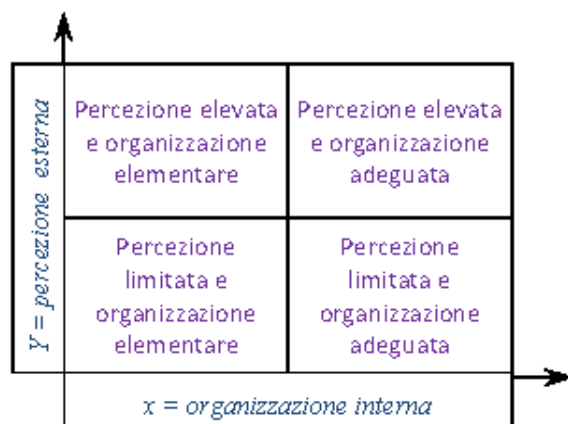 Y = percezione esterna
Percezione elevata
e organizzazione
elementare
Percezione elevata
e organizzazione
adeguata
Percezione
limitata e
organizzazione
elementare
Percezione
limitata e
organizzazione
adeguata
x = organizzazione interna